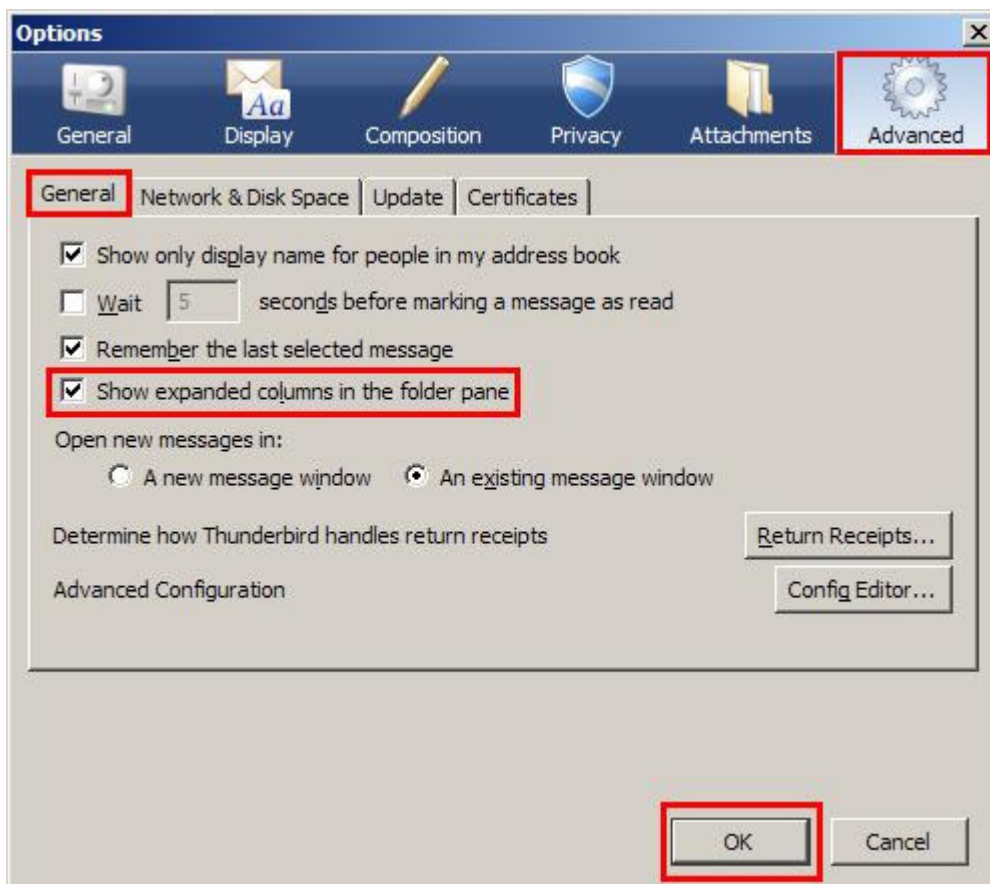 Options
General Display Composition Privacy Attachments Advanced
Aa
General Network & Disk Space Update Certificates
Show only display name for people in my address book
Wait 5 seconds before marking a message as read
Remember the last selected message
Show expanded columns in the folder pane
Open new messages in:
A new message window An existing message window
Determine how Thunderbird handles return receipts Return Receipts...
Advanced Configuration Config Editor...
OK Cancel